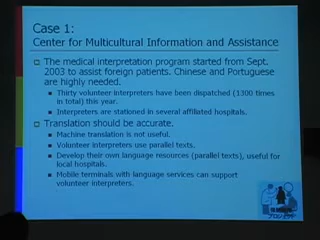 Case 1:
Center for Multicultural Information and Assistance
The medical interpretation program started from Sept.
2003 to assist foreign patients. Chinese and Portuguese
are highly needed.
Thirty volunteer interpreters have been dispatched (1300 times
in total) this year.
Interpreters are stationed in several affiliated hospitals.
Translation should be accurate.
Machine translation is not useful.
Volunteer interpreters use parallel texts.
Develop their own language resources (parallel texts), useful for
local hospitals.
Mobile terminals with language services can support
volunteer interpreters.